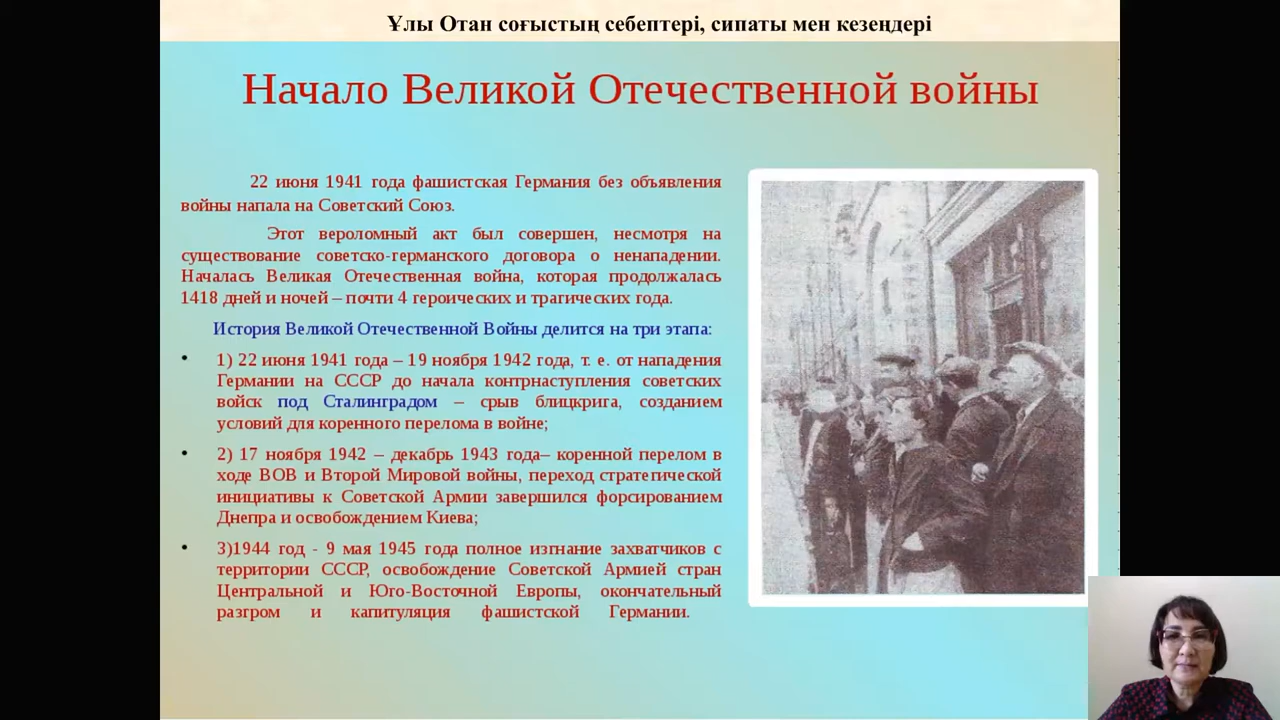 Ұлы Отан соғыстың себептері, сипаты мен кезеңдері
Начало Великой Отечественной войны
22 июня 1941 года фашистская Германия без объявления
войны напала на Советский Союз.
Этот вероломный акт был совершен, несмотря на
существование советско-германского договора о ненападении.
Началась Великая Отечественная война, которая продолжалась
1418 дней и ночей – почти 4 героических и трагических года.
История Великой Отечественной Войны делится на три этапа:
• 1) 22 июня 1941 года – 19 ноября 1942 года, т. е. от нападения
Германии на СССР до начала контрнаступления советских
войск под Сталинградом – срыв блицкрига, созданием
условий для коренного перелома в войне;
• 2) 17 ноября 1942 – декабрь 1943 года– коренной перелом в
ходе ВОВ и Второй Мировой войны, переход стратегической
инициативы к Советской Армии завершился форсированием
Днепра и освобождением Киева;
• 3)1944 год - 9 мая 1945 года полное изгнание захватчиков с
территории СССР, освобождение Советской Армией стран
Центральной и Юго-Восточной Европы, окончательный
разгром и капитуляция фашистской Германии.